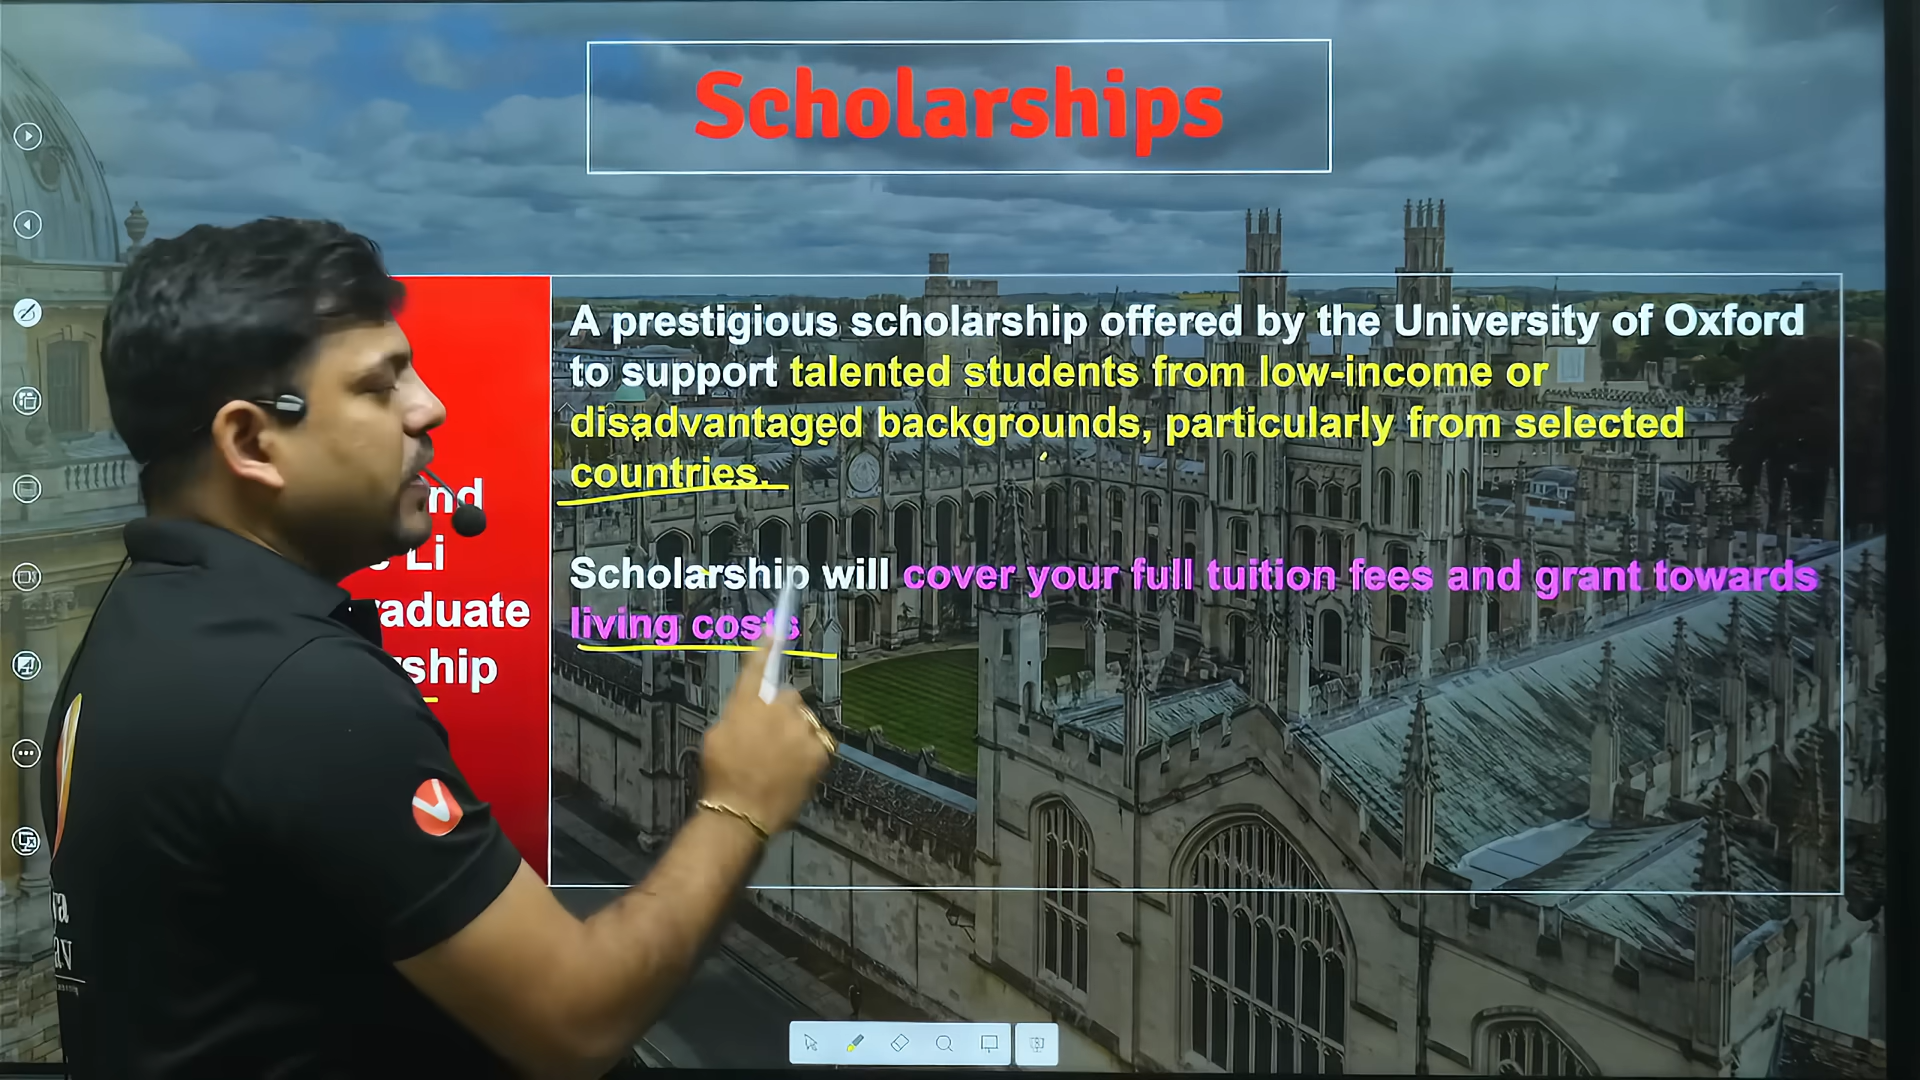 Scholarships
nd
Li
raduate
ship
A prestigious scholarship offered by the University of Oxford
to support talented students from low-income or
disadvantaged backgrounds, particularly from selected
countries.
Scholarship will cover your full tuition fees and grant towards
living costs